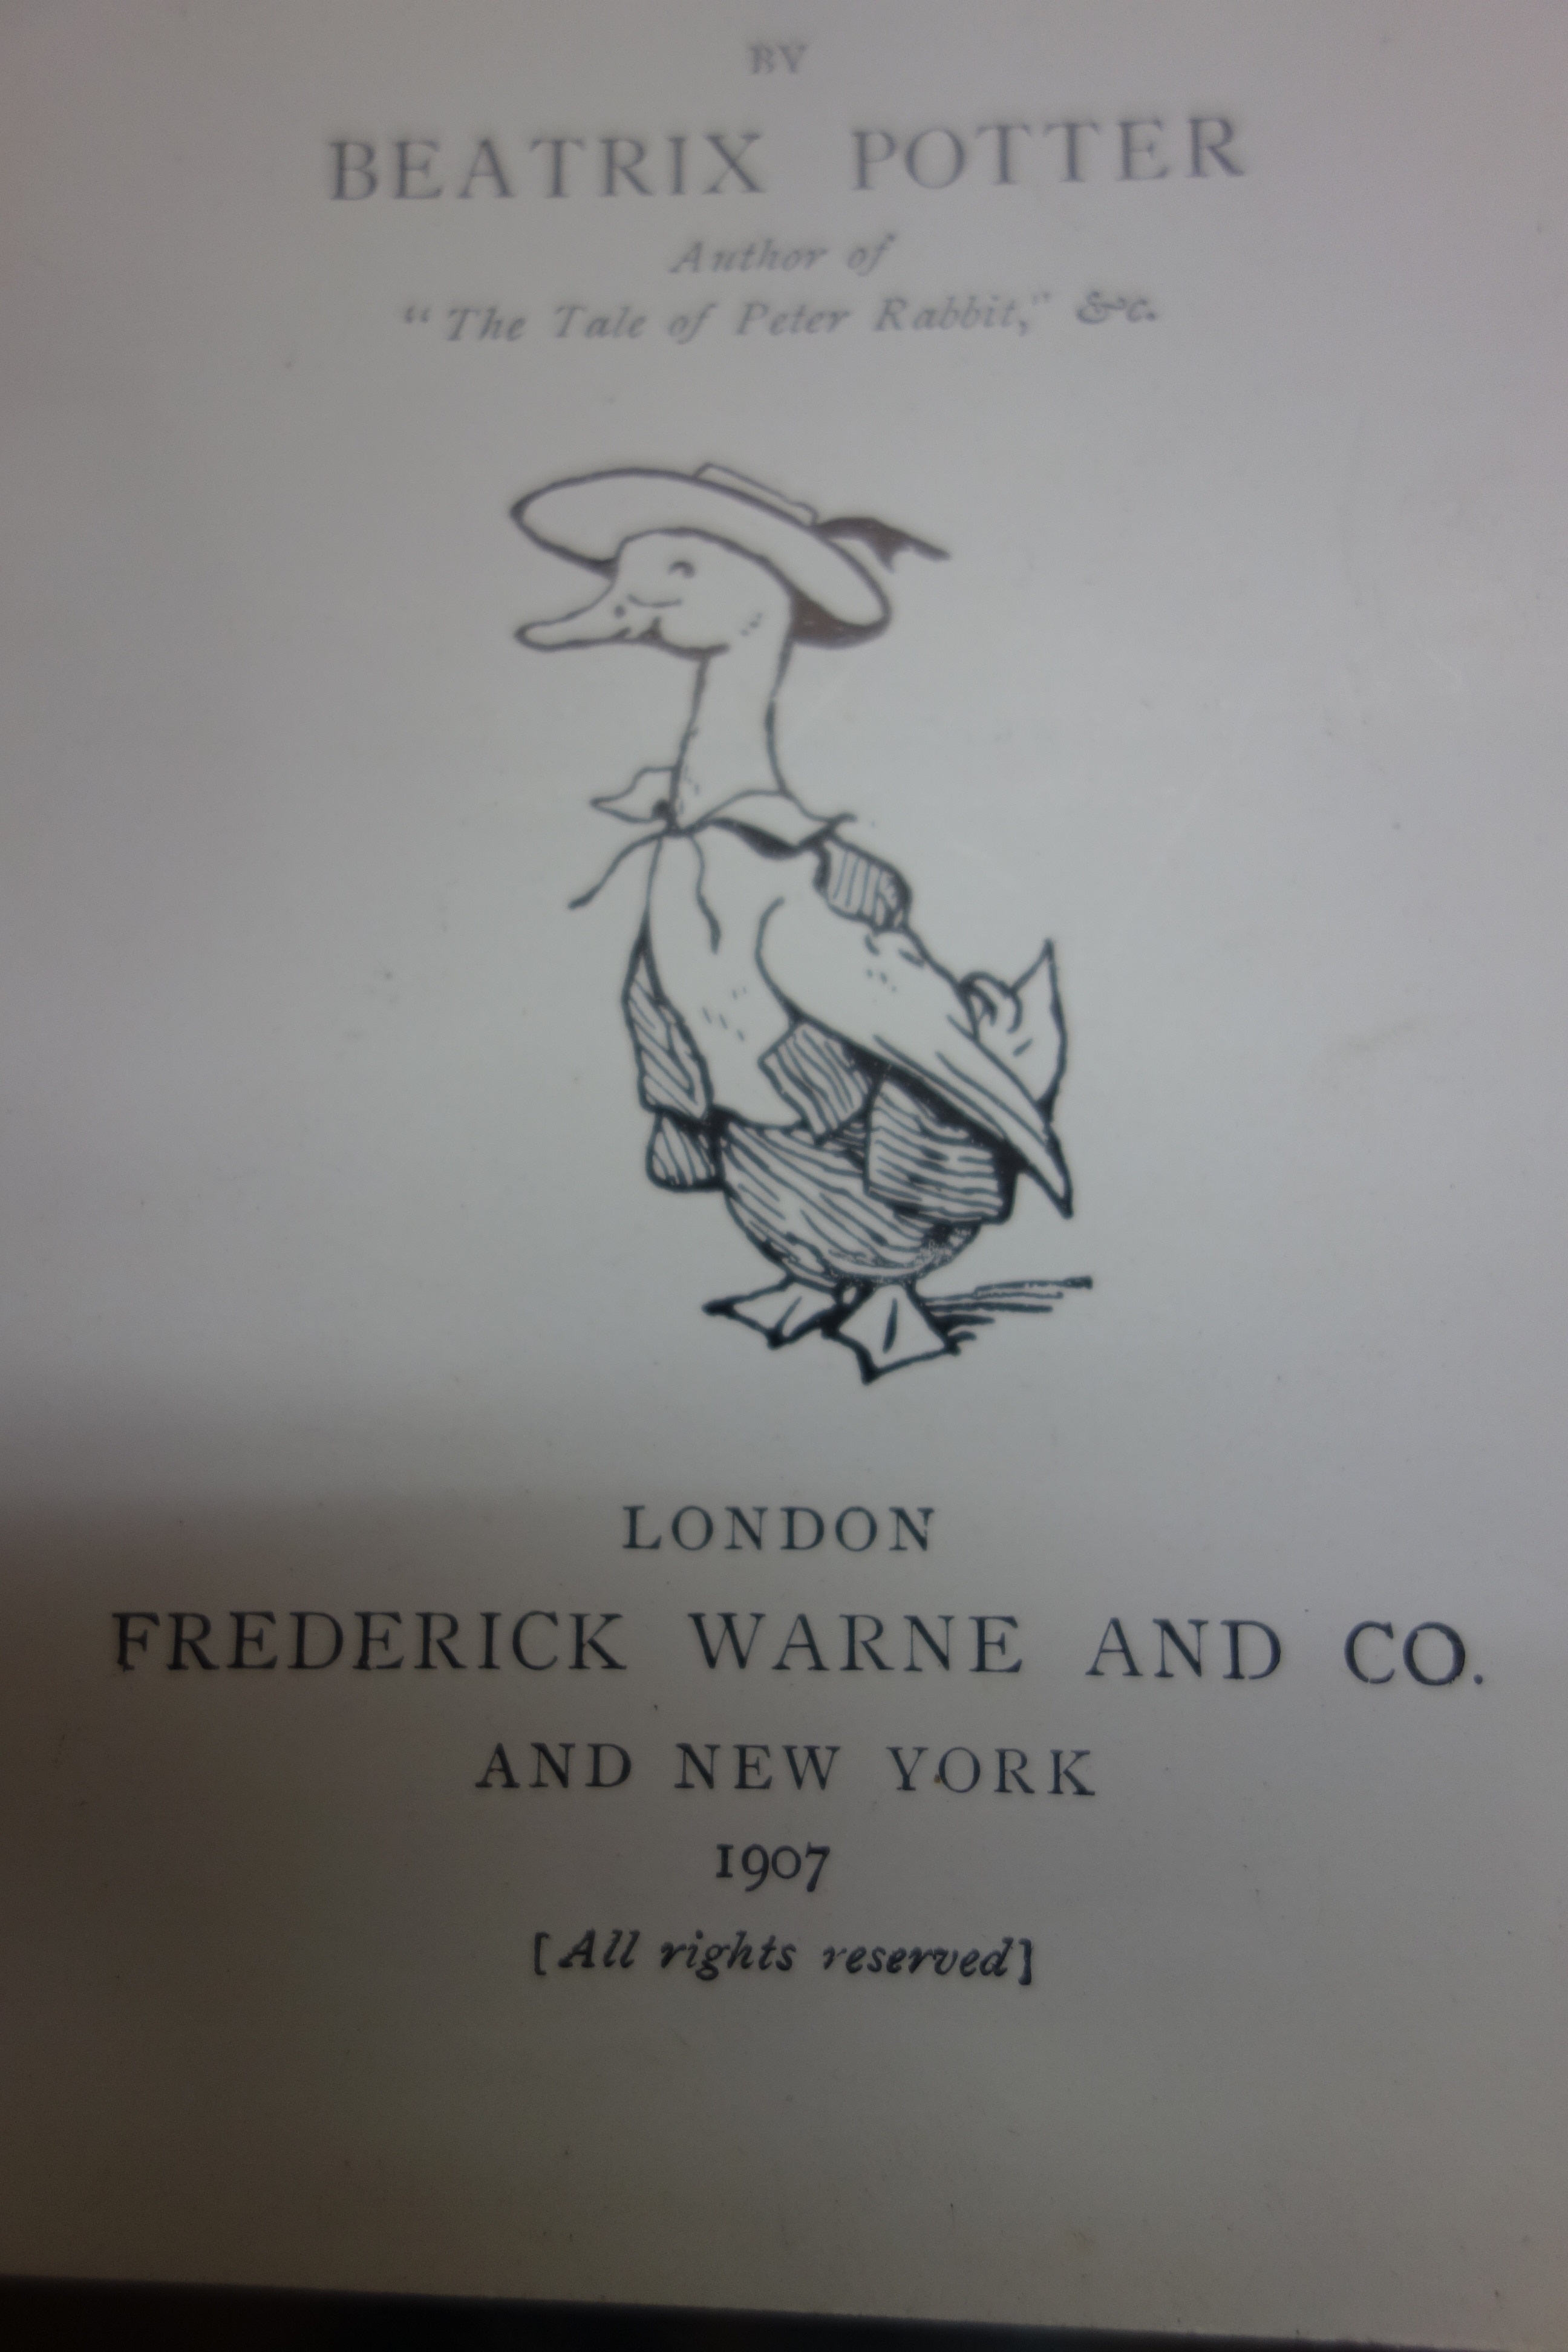 BY
BEATRIX POTTER
Author of
“The Tale of Peter Rabbit,” &c.
LONDON
FREDERICK WARNE AND CO.
AND NEW YORK
1907
[All rights reserved]